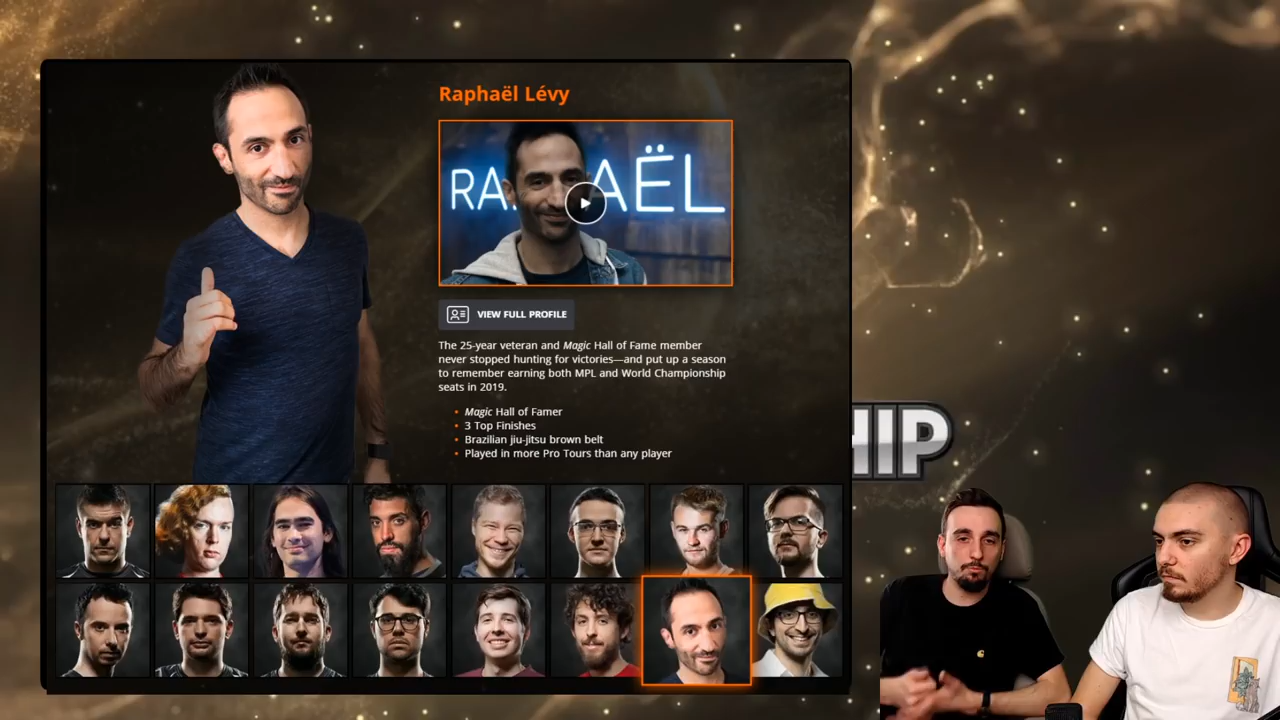 Raphaël Lévy
RA AËL
VIEW FULL PROFILE
The 25-year veteran and Magic Hall of Fame member
never stopped hunting for victories—and put up a season
to remember earning both MPL and World Championship
seats in 2019.
• Magic Hall of Famer
• 3 Top Finishes
• Brazilian jiu-jitsu brown belt
• Played in more Pro Tours than any player
HIP